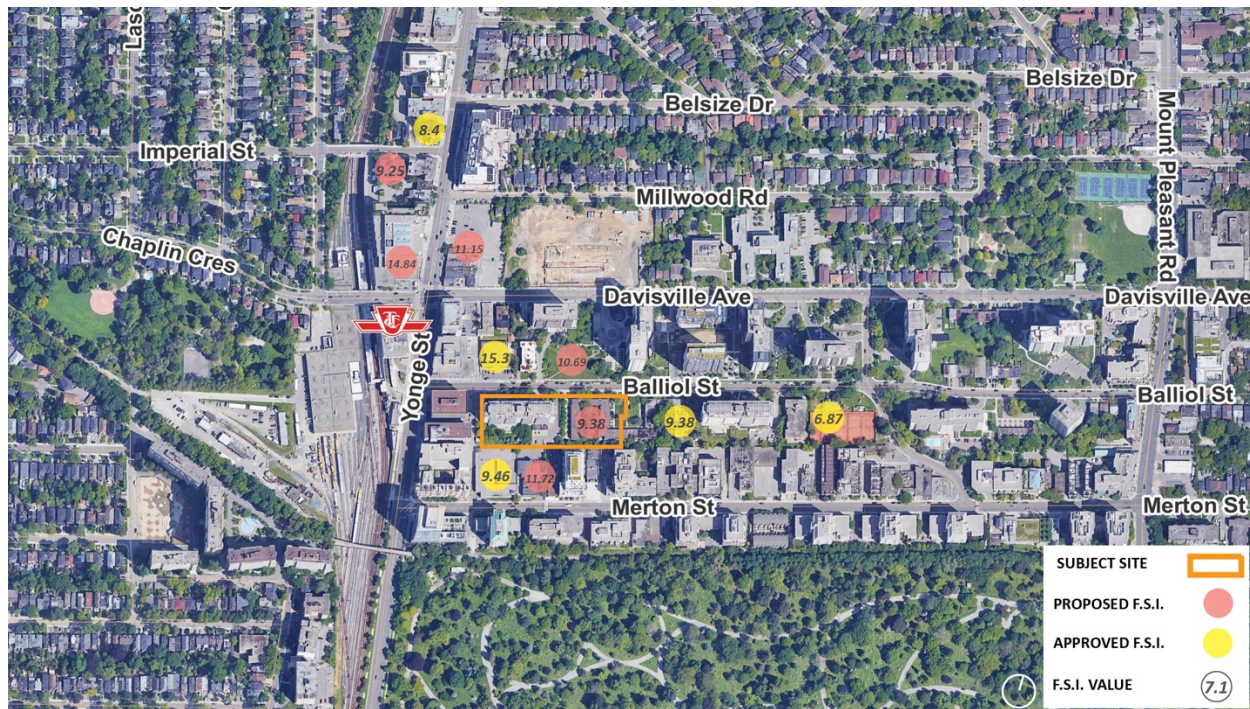 Lasc
Belsize Dr
Belsize Dr
Mount Pleasant Rd
8.4
Imperial St
9.25
Millwood Rd
Chaplin Cres
11.15
14.84
Davisville Ave
Davisville Ave
TTC
Yonge St
15.3
10.69
Balliol St
Balliol St
9.38
9.38
6.87
9.46
11.72
Merton St
Merton St
SUBJECT SITE
PROPOSED F.S.I.
APPROVED F.S.I.
F.S.I. VALUE
7.1